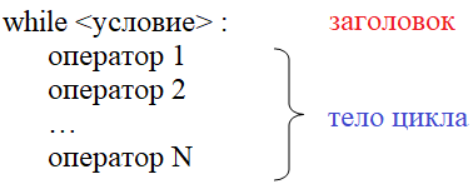 while <условие> : заголовок
оператор 1
оператор 2
... тело цикла
оператор N